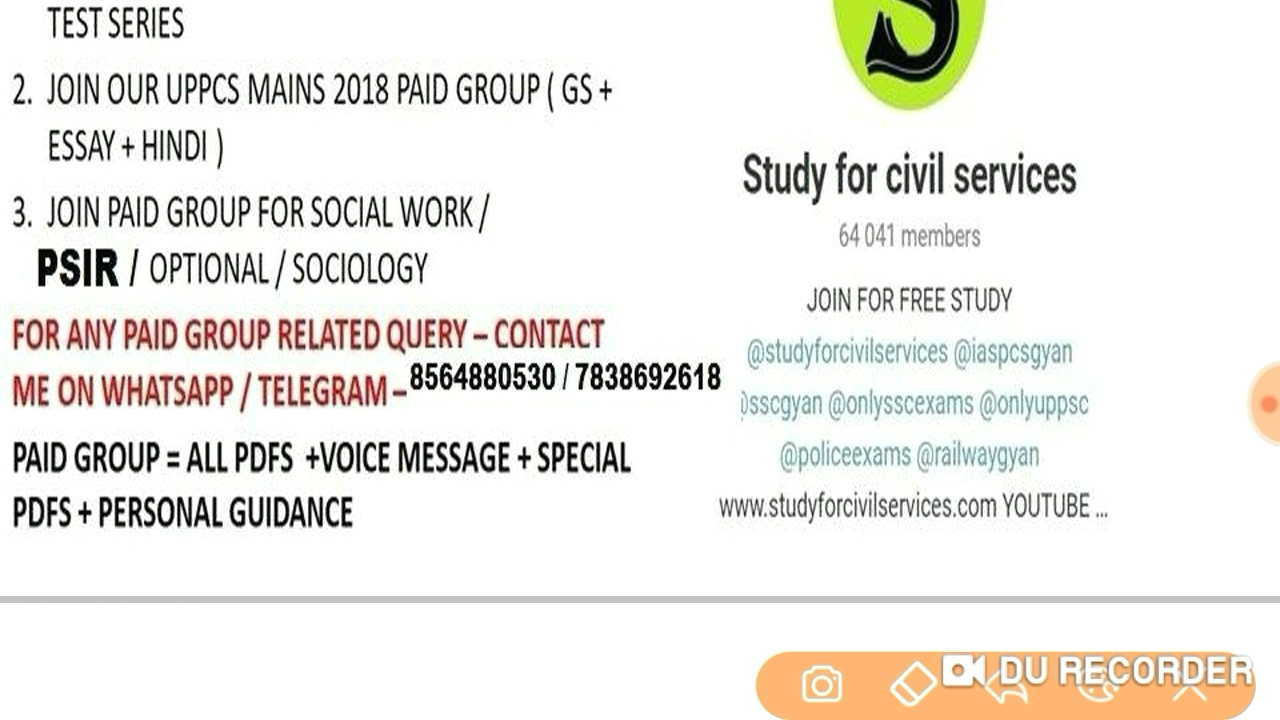 TEST SERIES
2. JOIN OUR UPPCS MAINS 2018 PAID GROUP ( GS +
ESSAY + HINDI )
3. JOIN PAID GROUP FOR SOCIAL WORK /
PSIR / OPTIONAL / SOCIOLOGY
FOR ANY PAID GROUP RELATED QUERY – CONTACT
ME ON WHATSAPP / TELEGRAM – 8564880530 / 7838692618
PAID GROUP = ALL PDFS +VOICE MESSAGE + SPECIAL
PDFS + PERSONAL GUIDANCE
Study for civil services
64 041 members
JOIN FOR FREE STUDY
@studyforcivilservices @iaspcsgyan
@onlysscexams @onlyuppsc
@policeexams @railwaygyan
www.studyforcivilservices.com YOUTUBE ...
DU RECORDER